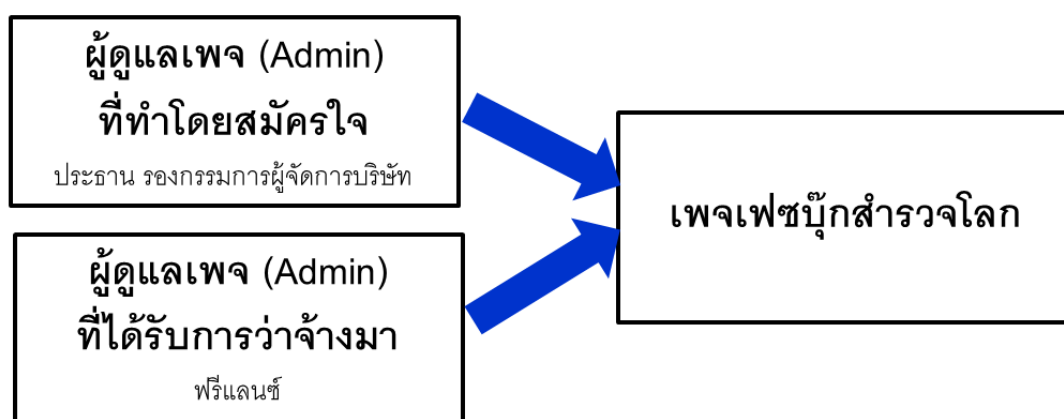 ผู้ดูแลเพจ (Admin)
ที่ทำโดยสมัครใจ
ประธาน รองกรรมการผู้จัดการบริษัท
เพจเฟซบุ๊กสำรวจโลก
ผู้ดูแลเพจ (Admin)
ที่ได้รับการว่าจ้างมา
ฟรีแลนซ์